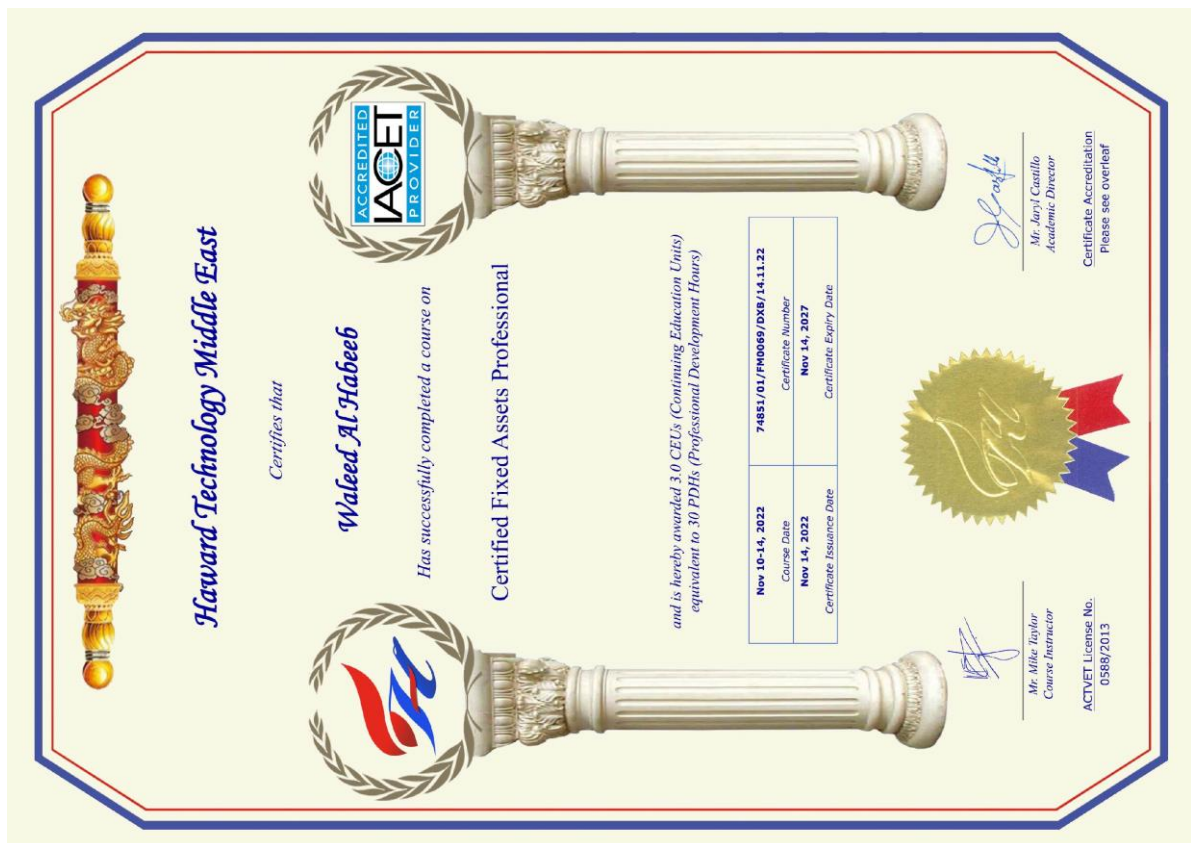 Haward Technology Middle East
Certifies that
Waleed Al Habeeb
Has successfully completed a course on
Certified Fixed Assets Professional
and is hereby awarded 3.0 CEUs (Continuing Education Units)
equivalent to 30 PDHs (Professional Development Hours)
Nov 10-14, 2022
Course Date
74851/01/FM0069/DXB/14.11.22
Certificate Number
Nov 14, 2022
Certificate Issuance Date
Nov 14, 2027
Certificate Expiry Date
ACCREDITED
IACET
PROVIDER
Mr. Mike Taylor
Course Instructor
ACTVET License No.
0588/2013
Mr. Jaryl Castillo
Academic Director
Certificate Accreditation
Please see overleaf